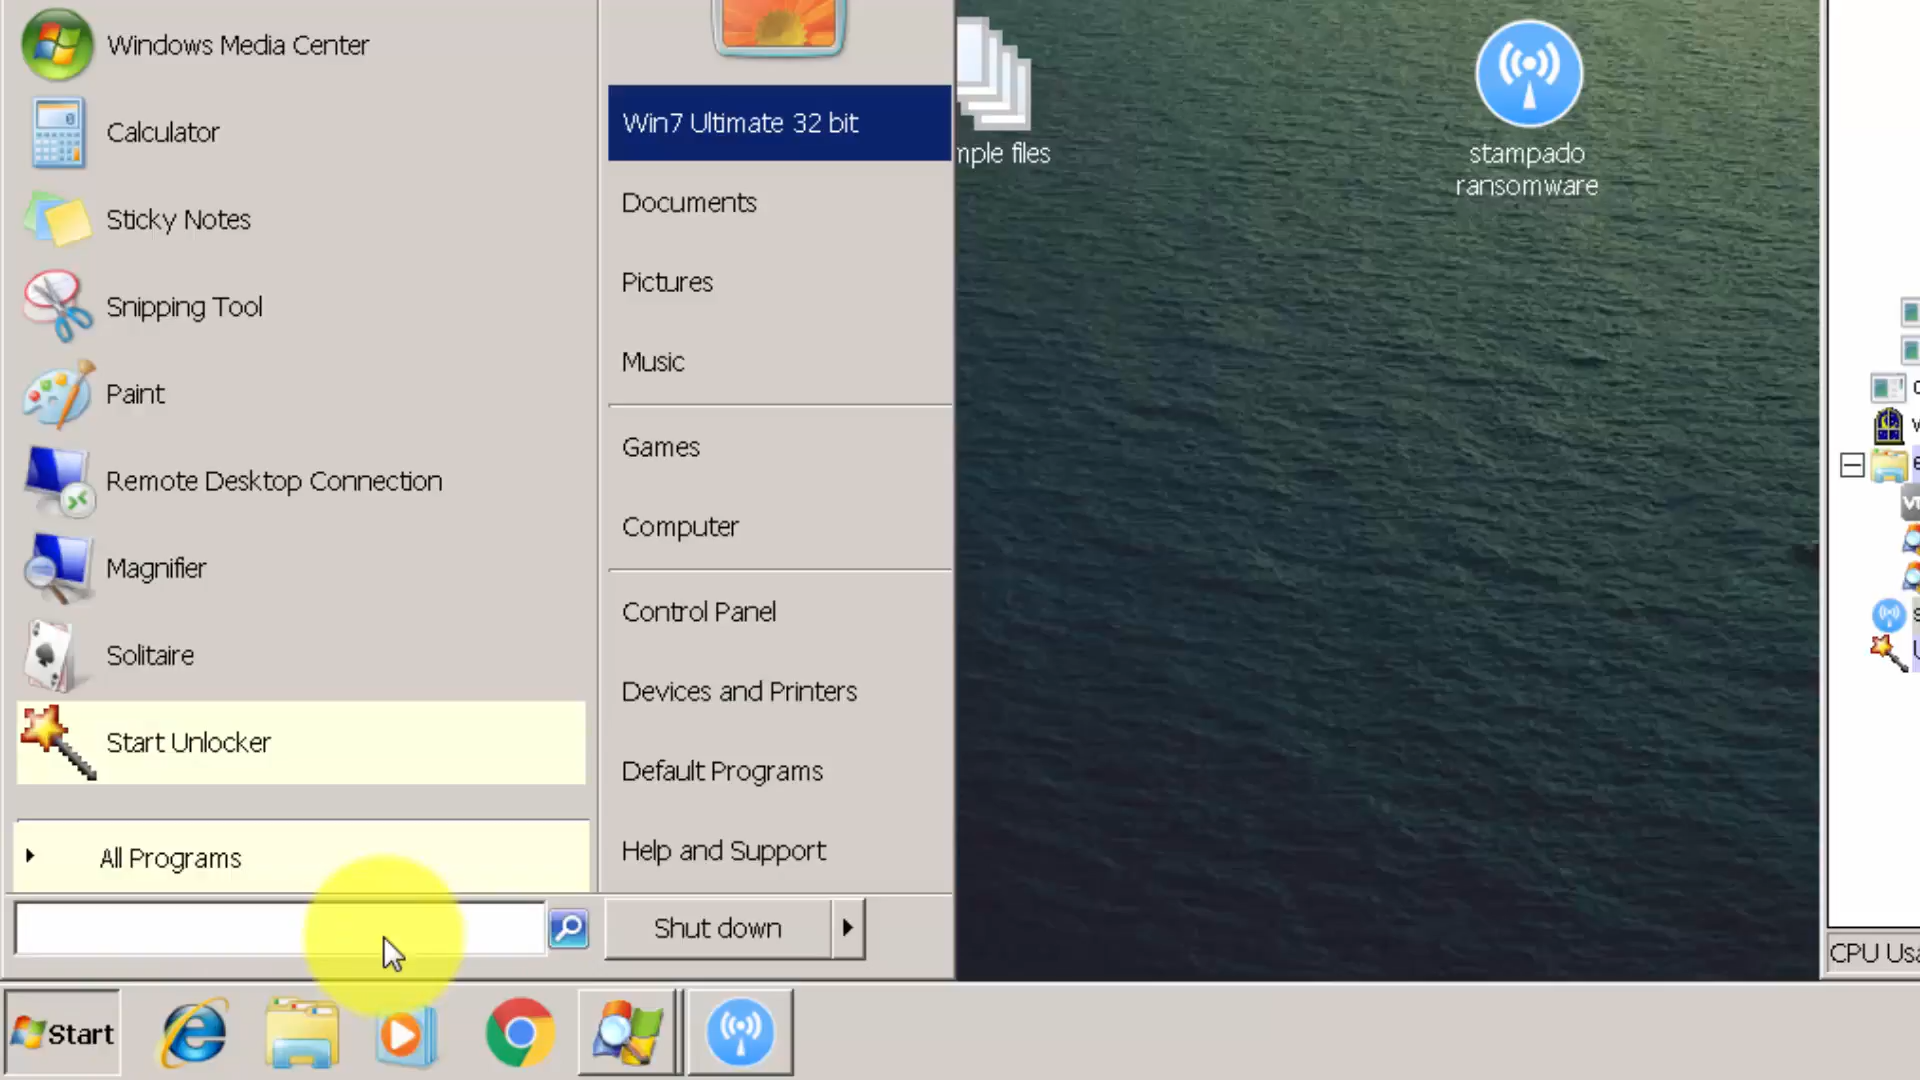 Windows Media Center
Calculator
Sticky Notes
Snipping Tool
Paint
Remote Desktop Connection
Magnifier
Solitaire
Start Unlocker
All Programs
Win7 Ultimate 32 bit
Documents
Pictures
Music
Games
Computer
Control Panel
Devices and Printers
Default Programs
Help and Support
Shut down
mple files
stampado
ransomware
CPU Usa
Start